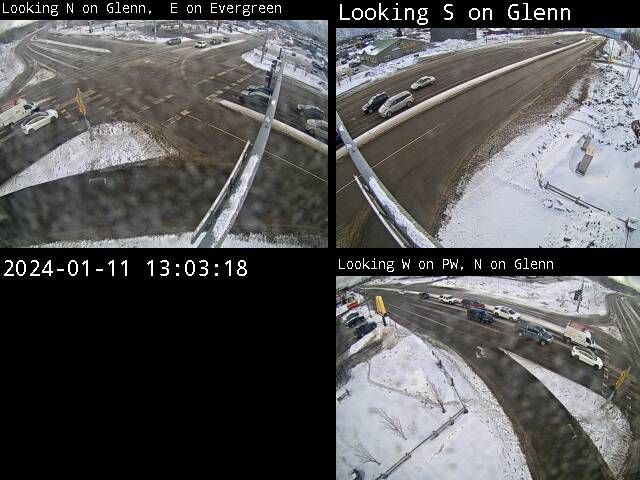 Looking N on Glenn, E on Evergreen
Looking S on Glenn
2024-01-11 13:03:18
Looking W on PW, N on Glenn